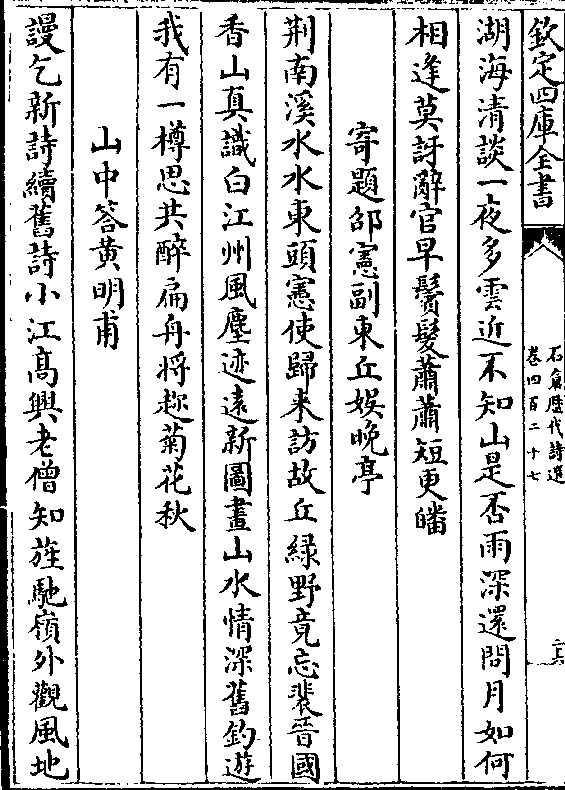 欽定四庫全書
石倉歷代詩選
卷四百二十七
湖海清談一夜多雲近不知山是否雨深還問月如何
相逢莫訝辭官早鬢髮蕭蕭短更皤
寄題邵憲副東丘娛晚亭
荆南溪水水東頭憲使歸来訪故丘緑野竟忘裴晉國
香山真識白江州風塵迹遠新圖畫山水情深舊釣遊
我有一樽思共醉扁舟將趂菊花秋
山中答黄明甫
謾乞新詩續舊詩小江髙興老僧知旌馳嶺外觀風地